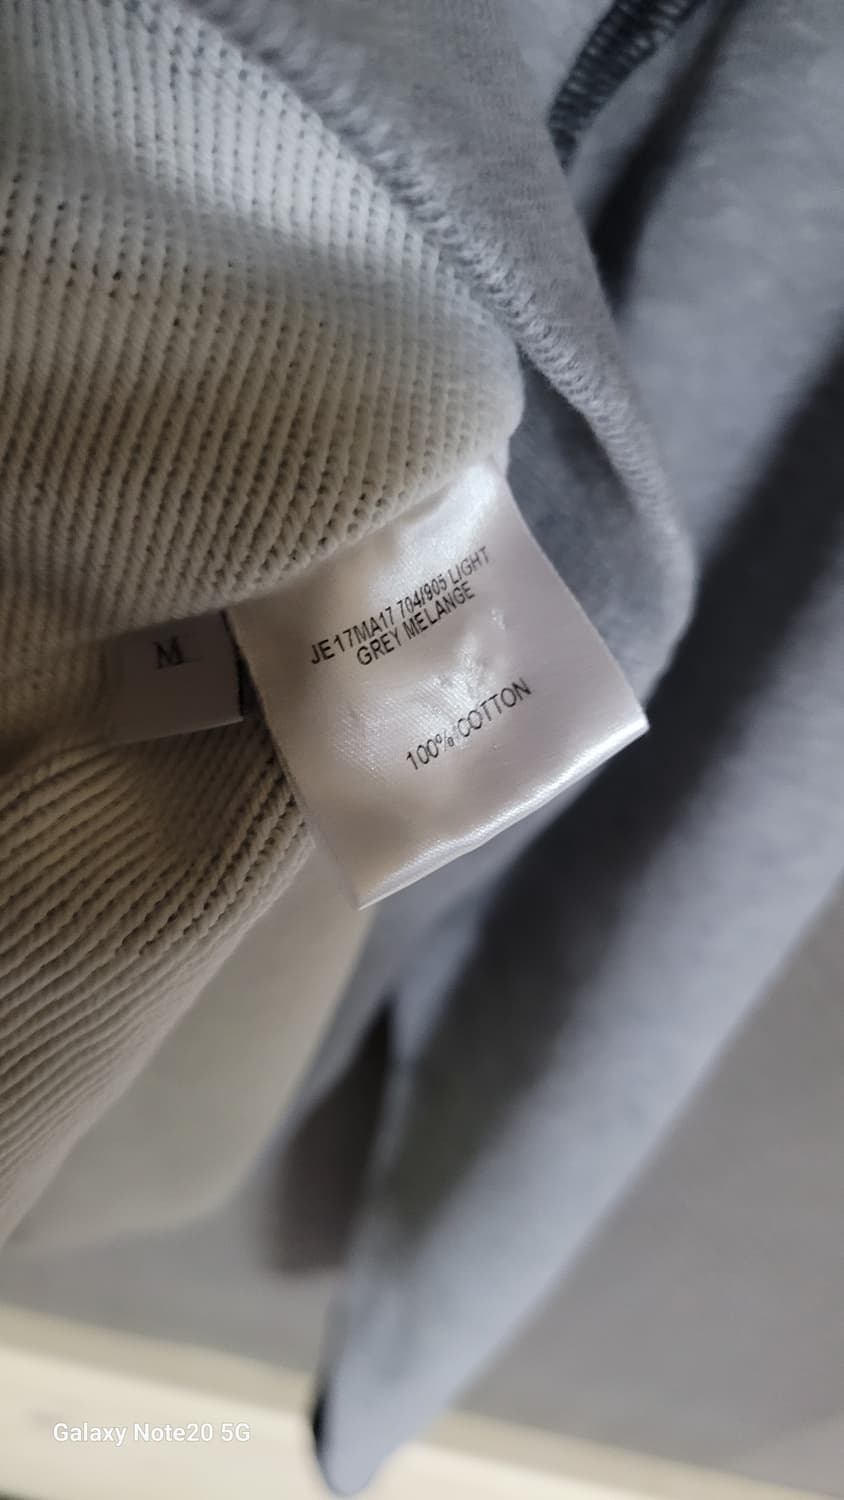 JE17MA17 704/905 LIGHT
GREY MELANGE
100% COTTON
M
Galaxy Note20 5G